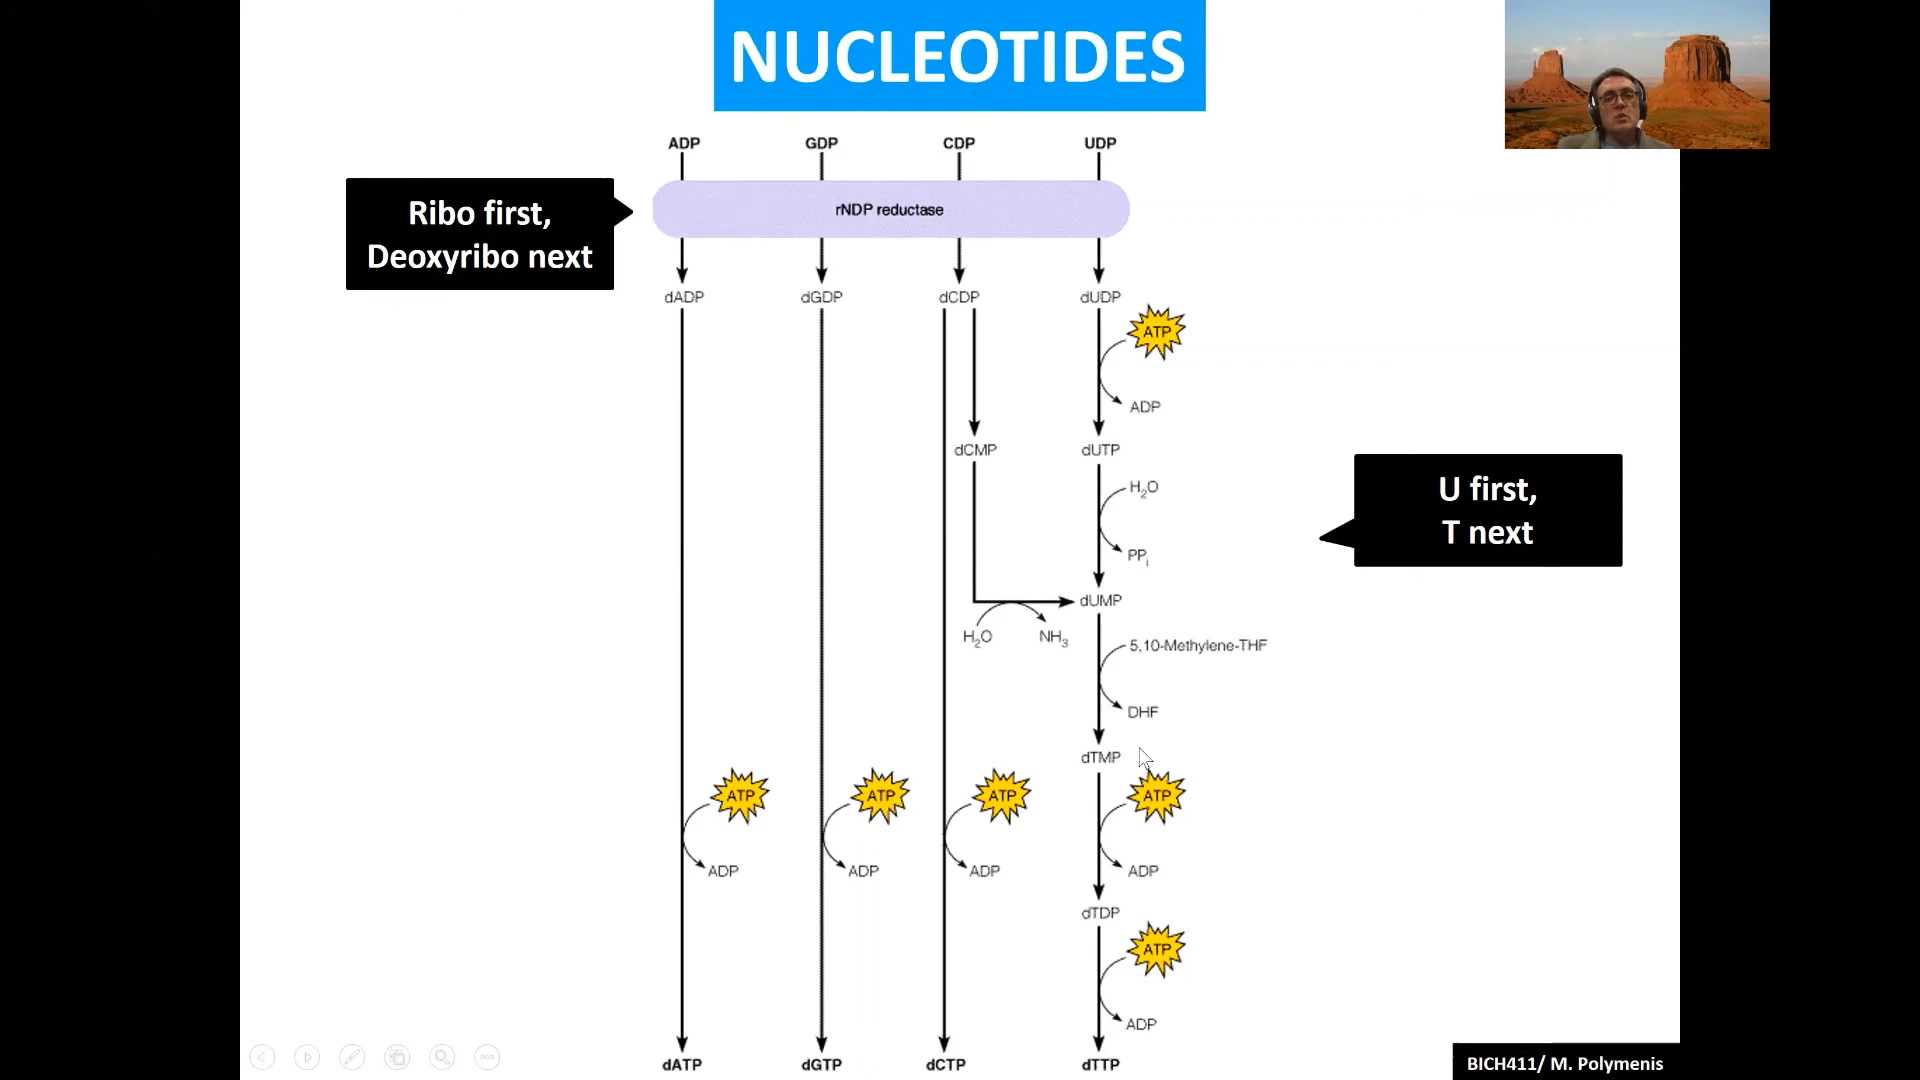 NUCLEOTIDES
ADP GDP CDP UDP
Ribo first,
Deoxyribo next
rNDP reductase
dADP dGDP dCDP dUDP
ATP
ADP
dCMP dUTP
H₂O
PPᵢ
dUMP
H₂O NH₃
U first,
T next
5,10-Methylene-THF
DHF
dTMP
ATP ATP ATP ATP
ADP ADP ADP ADP
dTDP
ATP
ADP
dATP dGTP dCTP dTTP
BICH411/ M. Polymenis